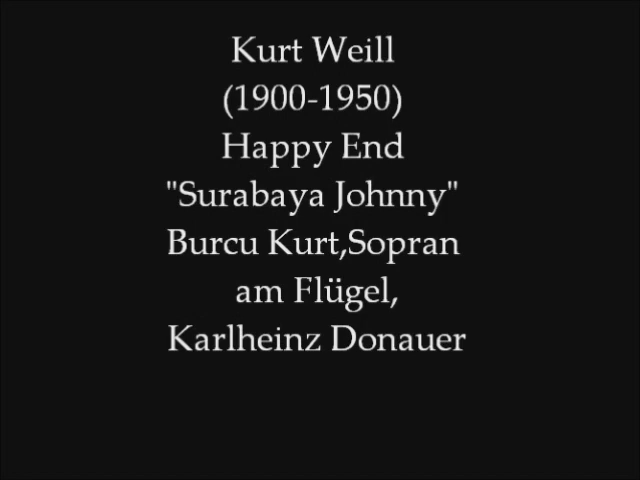 Kurt Weill
(1900-1950)
Happy End
"Surabaya Johnny"
Burcu Kurt,Sopran
am Flügel,
Karlheinz Donauer